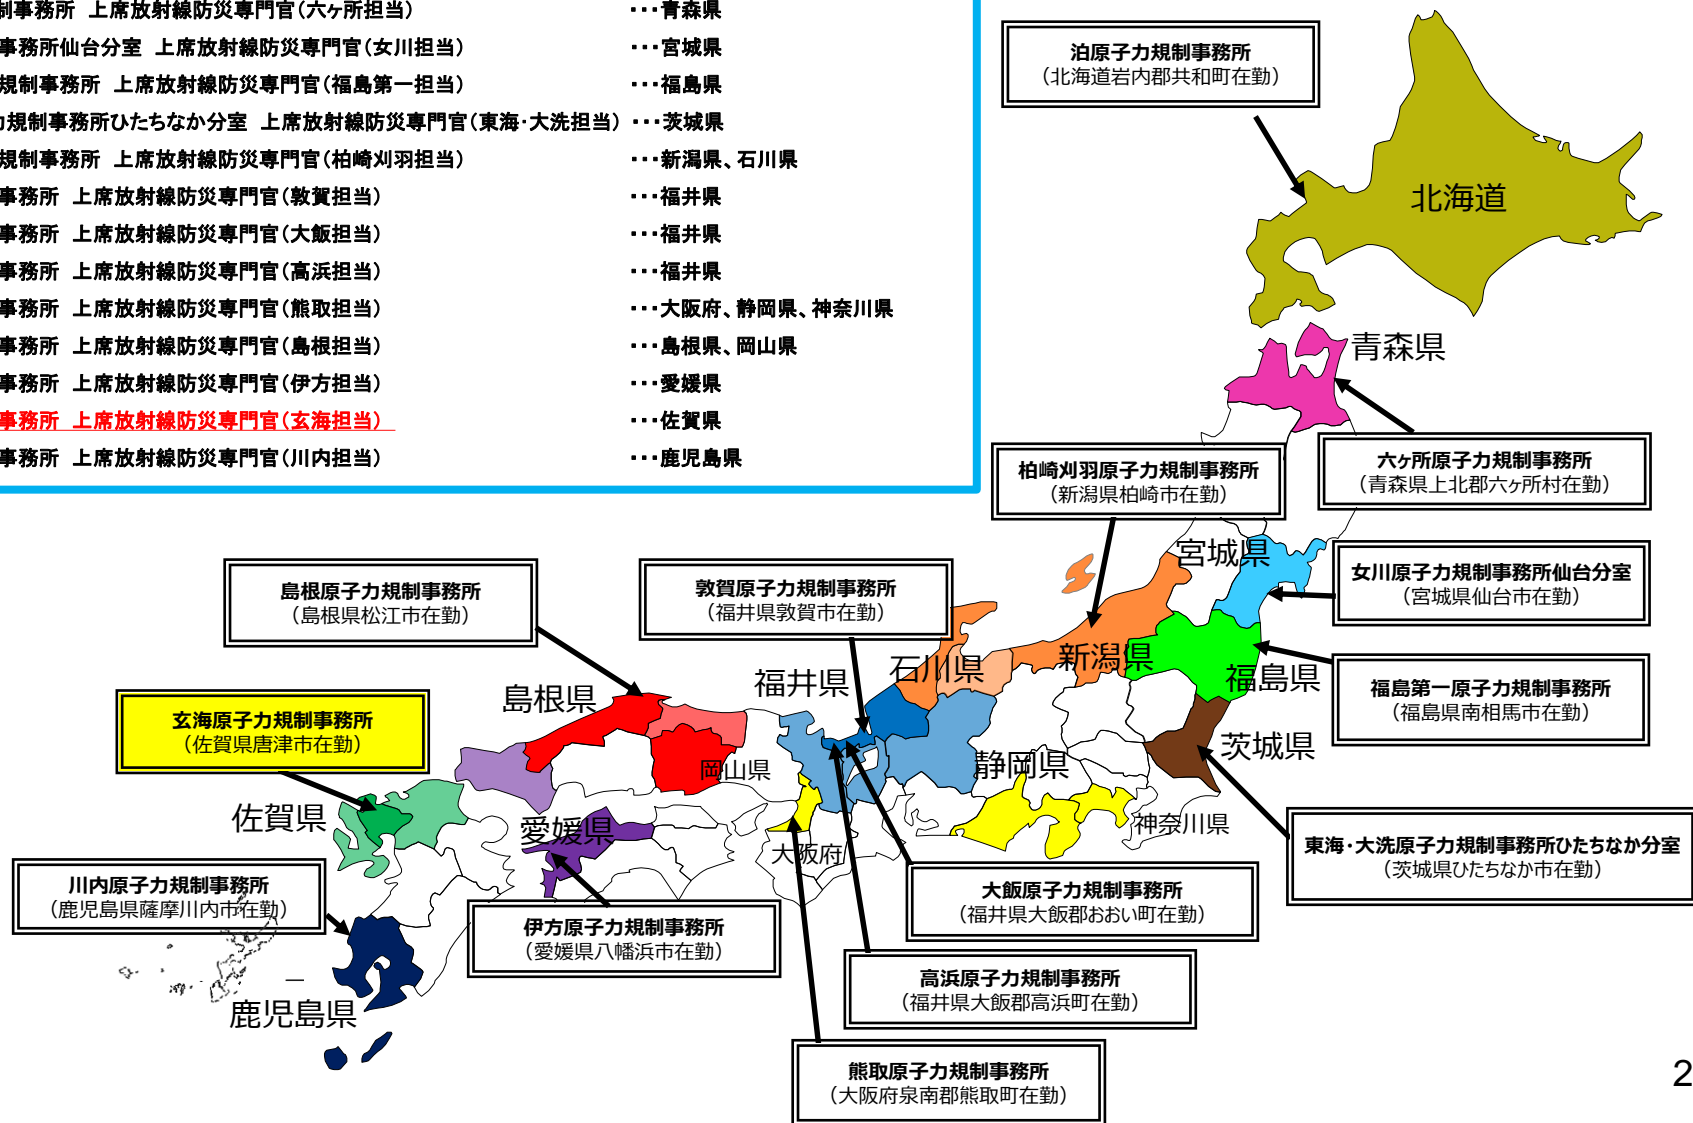 制事務所 上席放射線防災専門官(六ケ所担当) ･･･青森県
事務所仙台分室 上席放射線防災専門官(女川担当) ･･･宮城県
規制事務所 上席放射線防災専門官(福島第一担当) ･･･福島県
規制事務所ひたちなか分室 上席放射線防災専門官(東海･大洗担当) ･･･茨城県
規制事務所 上席放射線防災専門官(柏崎刈羽担当) ･･･新潟県、石川県
事務所 上席放射線防災専門官(敦賀担当) ･･･福井県
事務所 上席放射線防災専門官(大飯担当) ･･･福井県
事務所 上席放射線防災専門官(高浜担当) ･･･福井県
事務所 上席放射線防災専門官(熊取担当) ･･･大阪府、静岡県、神奈川県
事務所 上席放射線防災専門官(島根担当) ･･･島根県、岡山県
事務所 上席放射線防災専門官(伊方担当) ･･･愛媛県
事務所 上席放射線防災専門官(玄海担当) ･･･佐賀県
事務所 上席放射線防災専門官(川内担当) ･･･鹿児島県
泊原子力規制事務所
(北海道岩内郡共和町在勤)
北海道
青森県
六ヶ所原子力規制事務所
(青森県上北郡六ヶ所村在勤)
柏崎刈羽原子力規制事務所
(新潟県柏崎市在勤)
宮城県
女川原子力規制事務所仙台分室
(宮城県仙台市在勤)
島根原子力規制事務所
(島根県松江市在勤)
敦賀原子力規制事務所
(福井県敦賀市在勤)
新潟県
石川県
福井県
福島県
島根県
福島第一原子力規制事務所
(福島県南相馬市在勤)
玄海原子力規制事務所
(佐賀県唐津市在勤)
茨城県
静岡県
岡山県
佐賀県
愛媛県
神奈川県
大阪府
東海･大洗原子力規制事務所ひたちなか分室
(茨城県ひたちなか市在勤)
川内原子力規制事務所
(鹿児島県薩摩川内市在勤)
大飯原子力規制事務所
(福井県大飯郡おおい町在勤)
伊方原子力規制事務所
(愛媛県八幡浜市在勤)
高浜原子力規制事務所
(福井県大飯郡高浜町在勤)
鹿児島県
熊取原子力規制事務所
(大阪府泉南郡熊取町在勤)
2